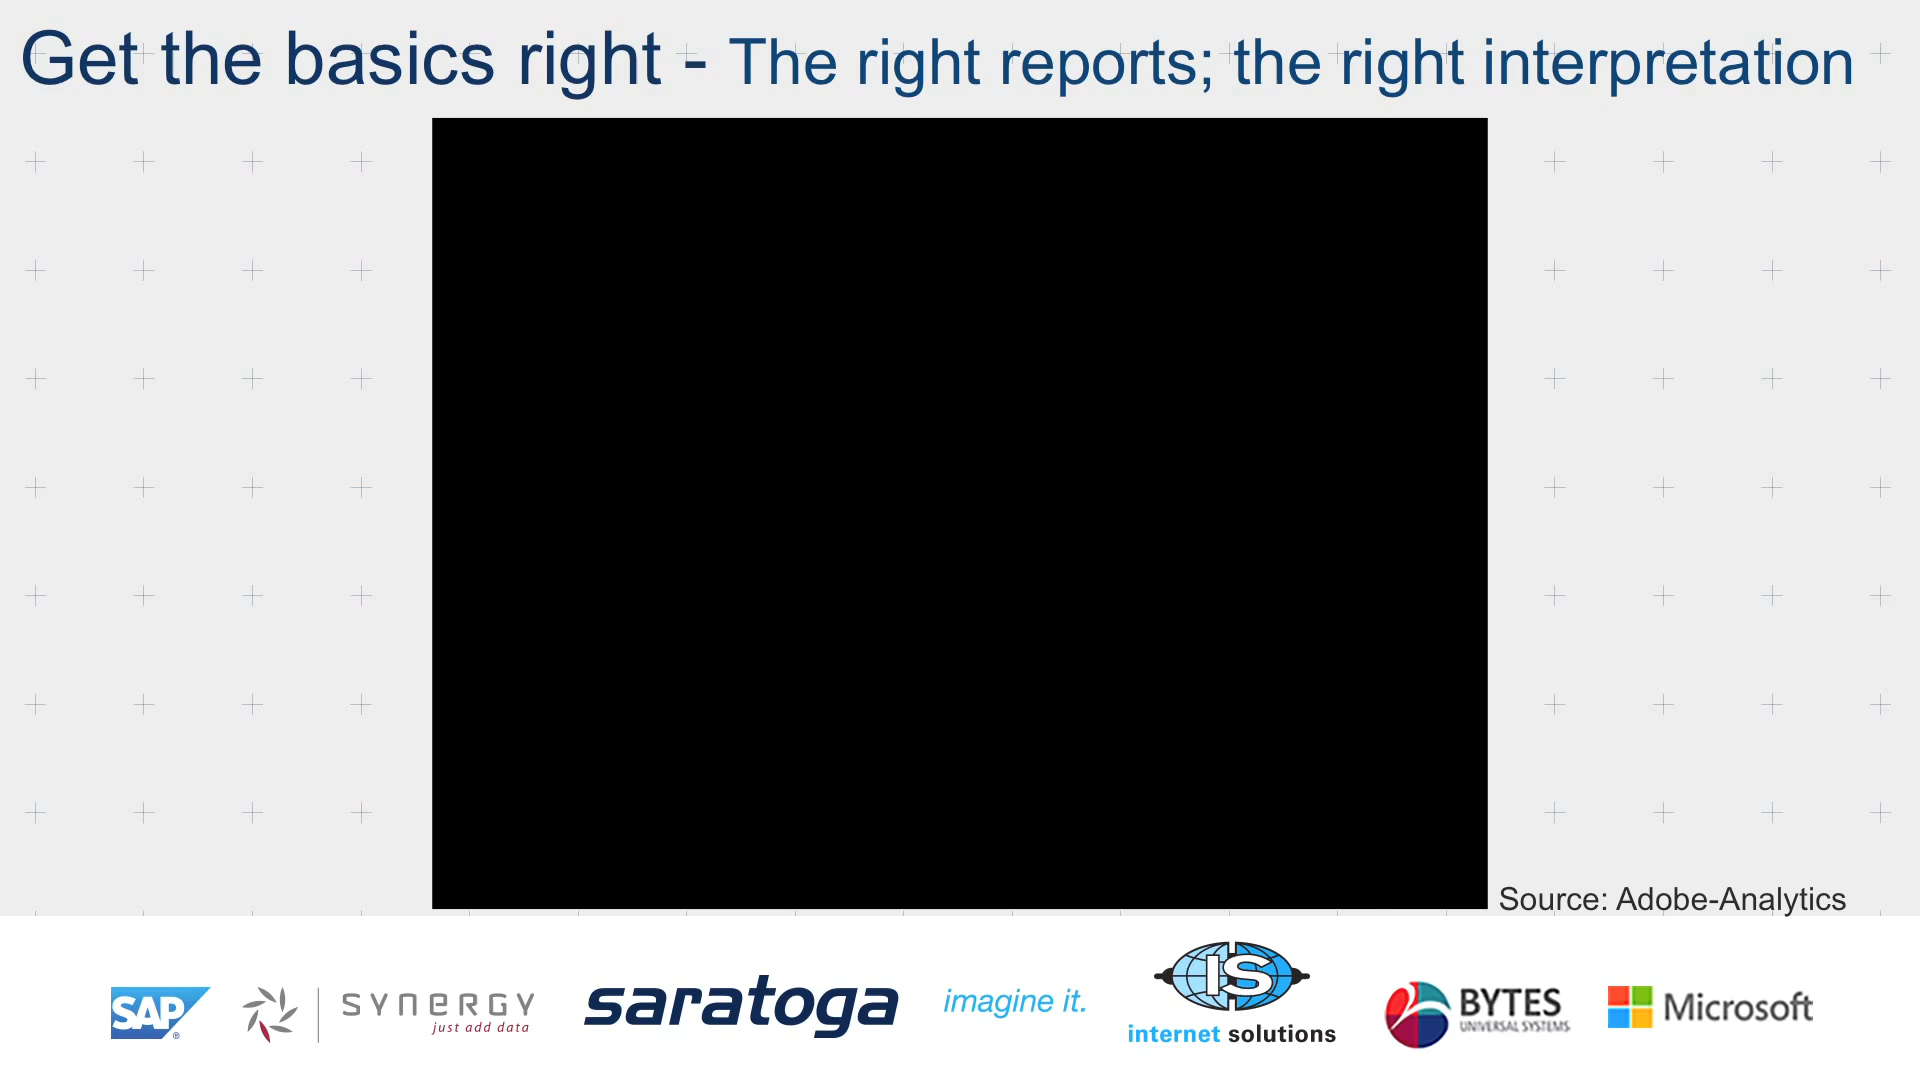 Get the basics right - The right reports; the right interpretation
Source: Adobe-Analytics
SAP ®
SYNERGY
just add data
saratoga
imagine it.
IS
internet solutions
BYTES
UNIVERSAL SYSTEMS
Microsoft